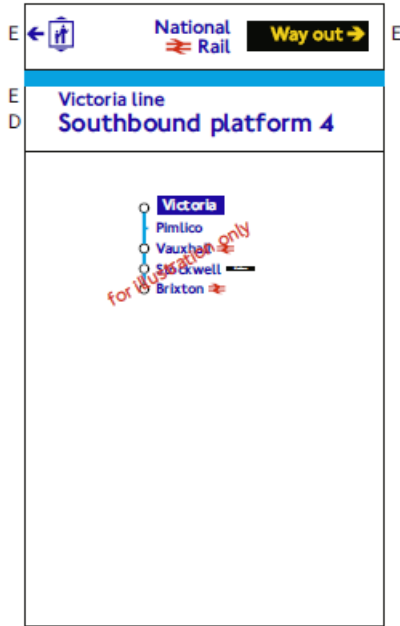 E
National
Rail
Way out
E
E
Victoria line
D
Southbound platform 4
Victoria
Pimlico
Vauxhall
Stockwell
Brixton
for illustration only